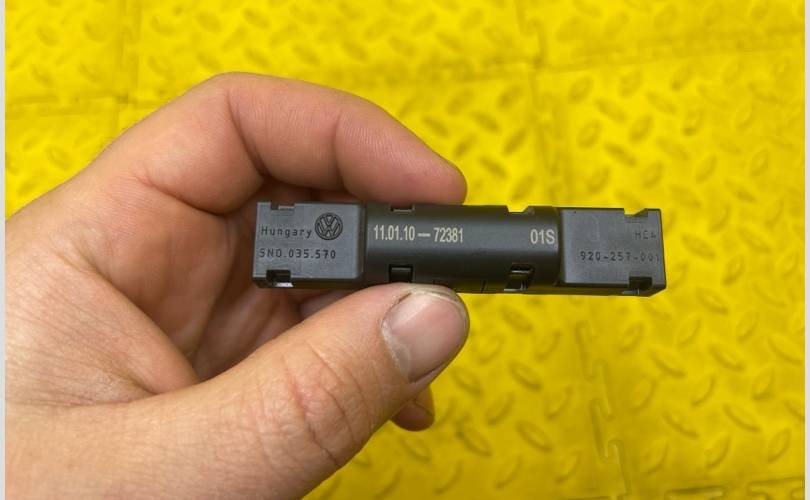 Hungary
5N0.035.570
11.01.10 — 72381
01S
HC4
920-257-001